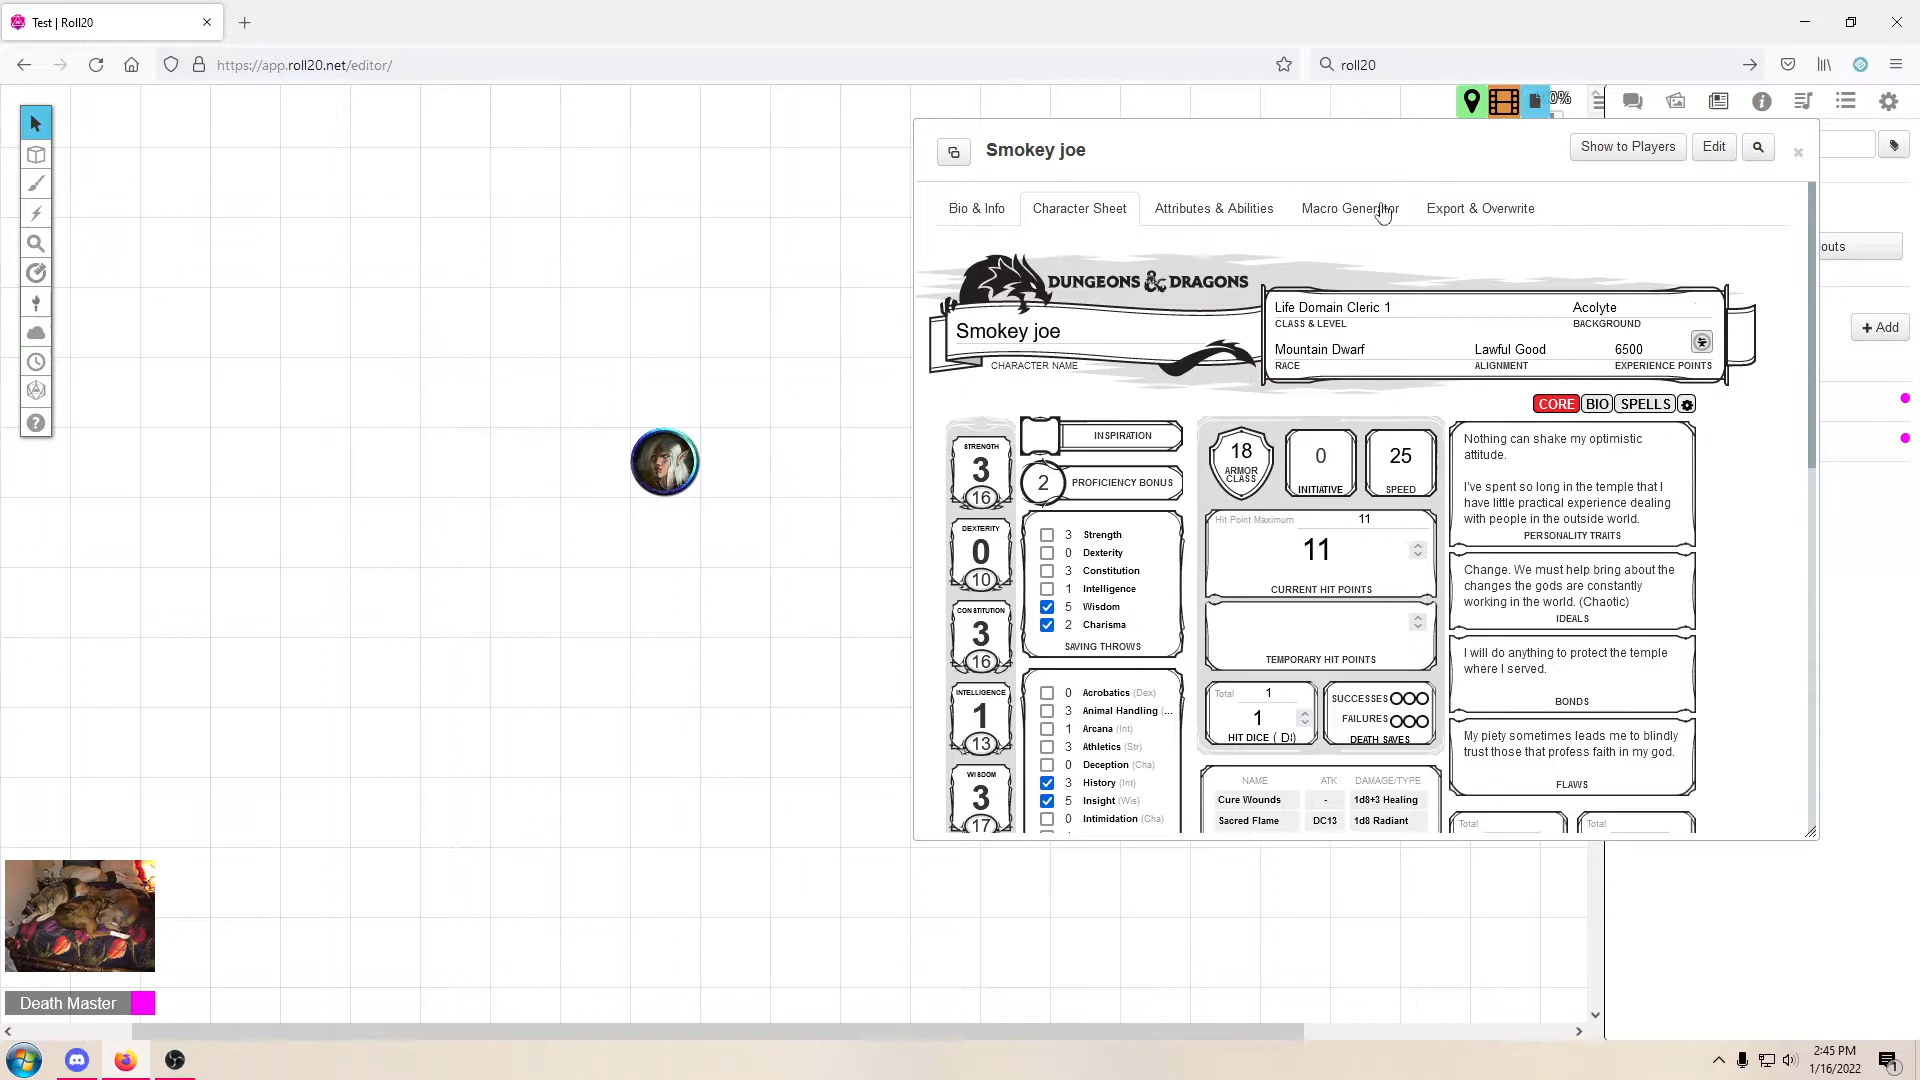 Test | Roll20
https://app.roll20.net/editor/
roll20
Smokey joe
Show to Players
Edit
Bio & Info
Character Sheet
Attributes & Abilities
Macro Generator
Export & Overwrite
outs
+ Add
DUNGEONS & DRAGONS
Smokey joe
CHARACTER NAME
Life Domain Cleric 1
Acolyte
CLASS & LEVEL
BACKGROUND
Mountain Dwarf
Lawful Good
6500
RACE
ALIGNMENT
EXPERIENCE POINTS
CORE
BIO
SPELLS
STRENGTH
3
16
DEXTERITY
0
10
CONSTITUTION
3
16
INTELLIGENCE
1
13
WISDOM
3
17
INSPIRATION
2
PROFICIENCY BONUS
3 Strength
0 Dexterity
3 Constitution
1 Intelligence
5 Wisdom
2 Charisma
SAVING THROWS
0 Acrobatics (Dex)
3 Animal Handling (...
1 Arcana (Int)
3 Athletics (Str)
0 Deception (Cha)
3 History (Int)
5 Insight (Wis)
0 Intimidation (Cha)
18
ARMOR
CLASS
0
INITIATIVE
25
SPEED
Hit Point Maximum 11
11
CURRENT HIT POINTS
TEMPORARY HIT POINTS
Total 1
1
HIT DICE
SUCCESSES
FAILURES
DEATH SAVES
NAME ATK DAMAGE/TYPE
Cure Wounds - 1d8+3 Healing
Sacred Flame DC13 1d8 Radiant
Nothing can shake my optimistic
attitude.
I've spent so long in the temple that I
have little practical experience dealing
with people in the outside world.
PERSONALITY TRAITS
Change. We must help bring about the
changes the gods are constantly
working in the world. (Chaotic)
IDEALS
I will do anything to protect the temple
where I served.
BONDS
My piety sometimes leads me to blindly
trust those that profess faith in my god.
FLAWS
Total
Total
Death Master
2:45 PM
1/16/2022
1